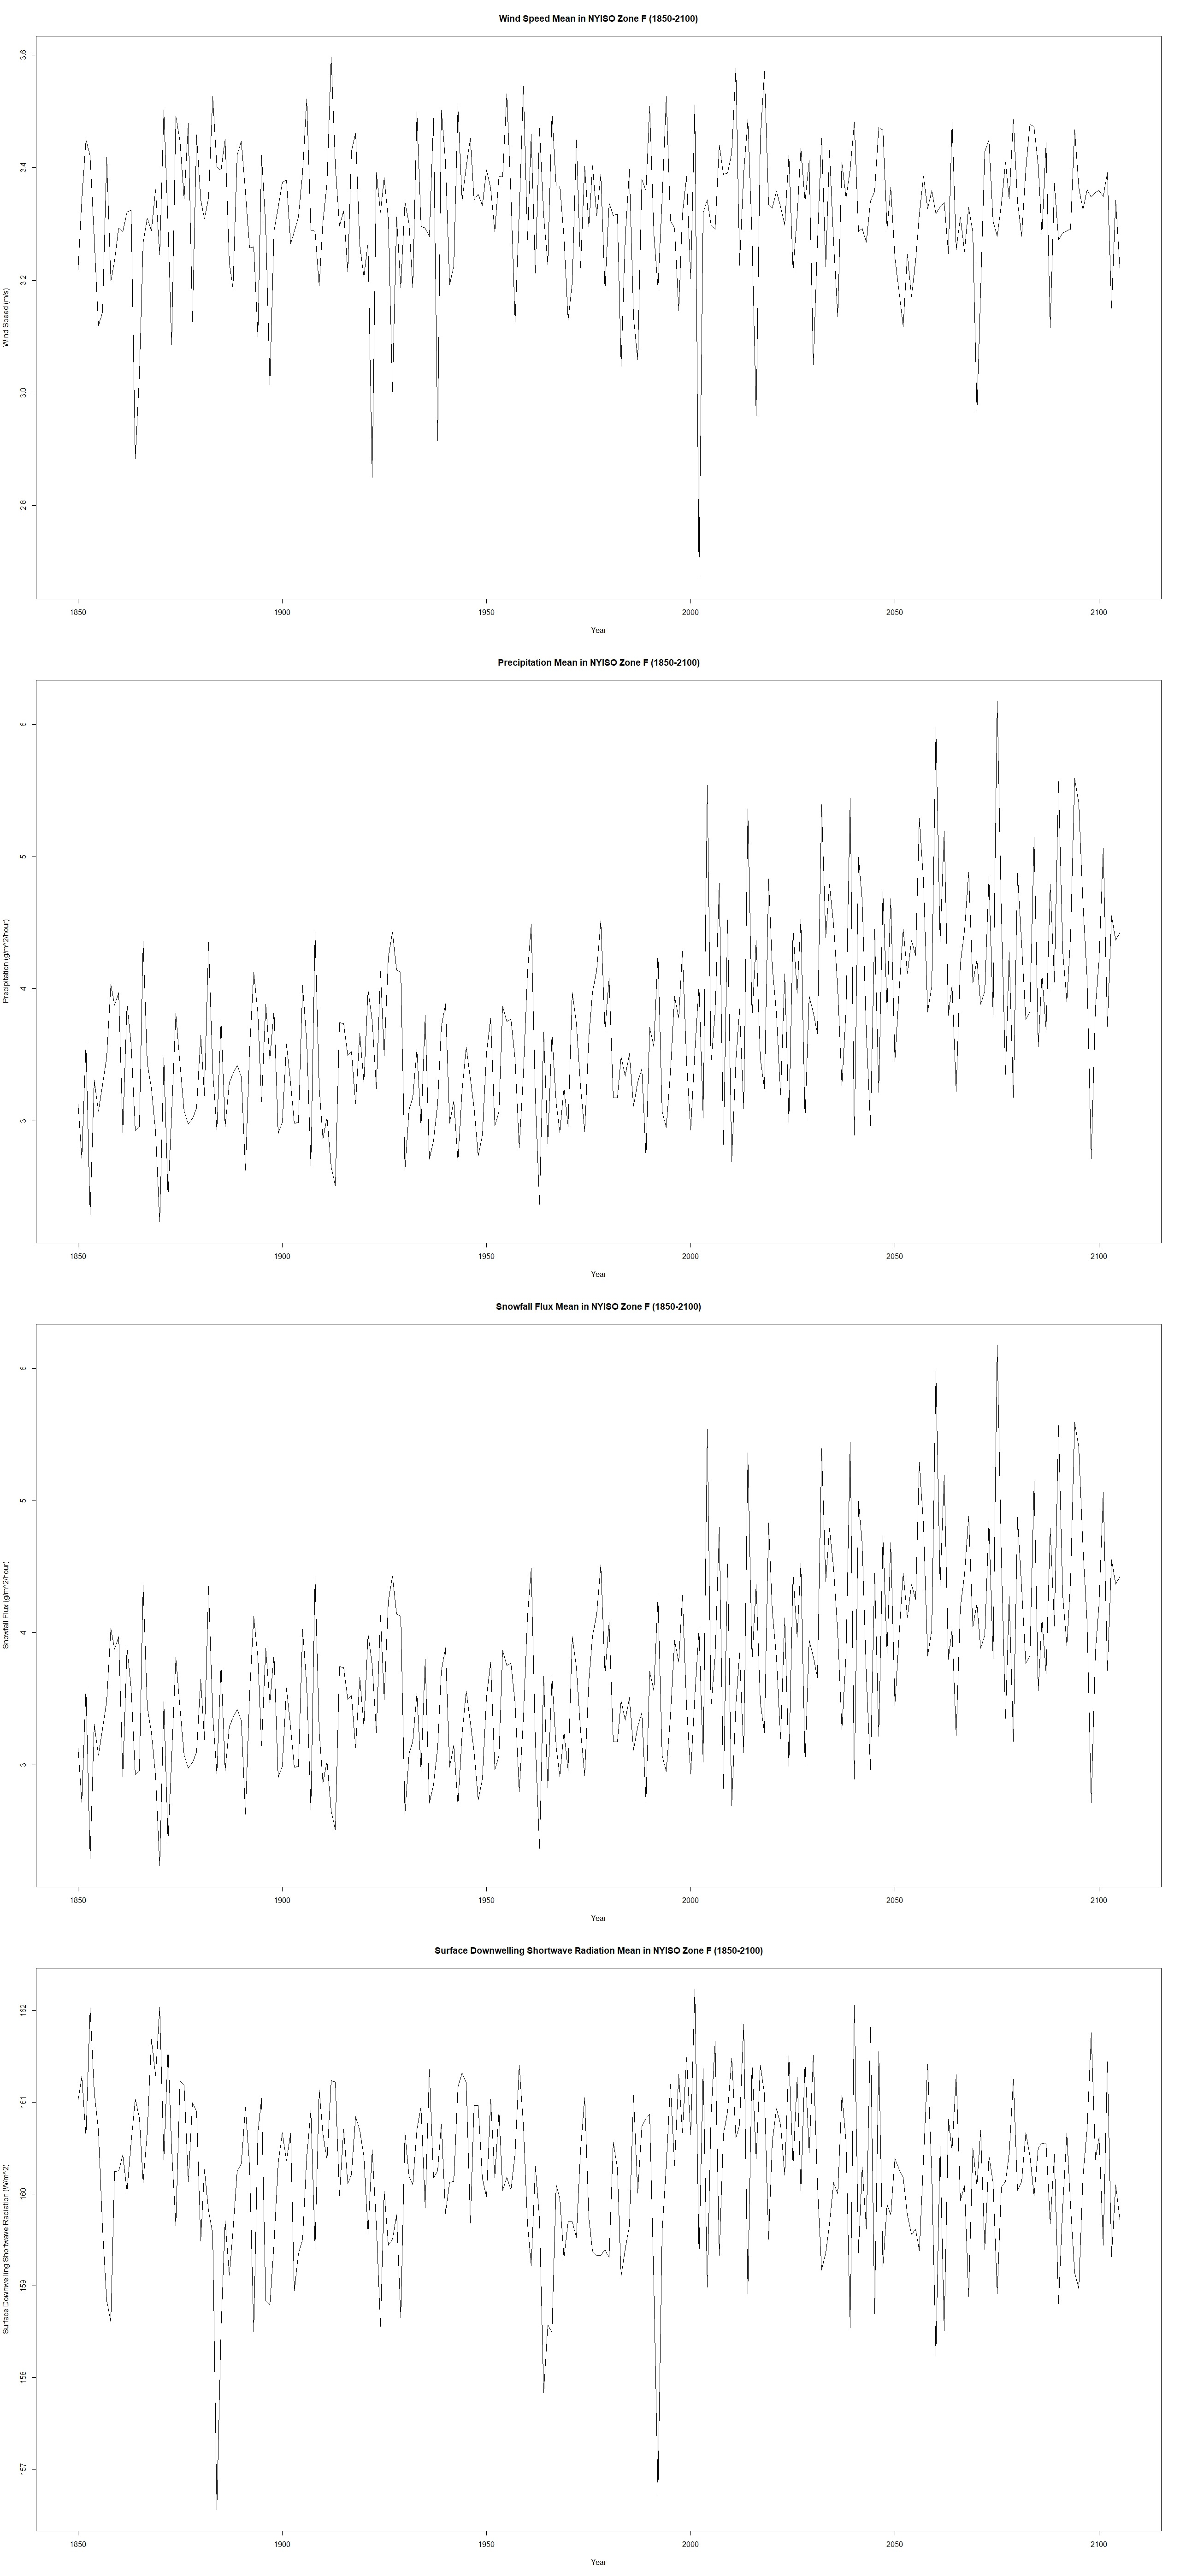 Wind Speed Mean in NYISO Zone F (1850-2100)
3.6
3.4
3.2
3.0
2.8
Wind Speed (m/s)
1850 1900 1950 2000 2050 2100
Year
Precipitation Mean in NYISO Zone F (1850-2100)
6
5
4
3
Precipitation (g/m^2/hour)
1850 1900 1950 2000 2050 2100
Year
Snowfall Flux Mean in NYISO Zone F (1850-2100)
6
5
4
3
Snowfall Flux (g/m^2/hour)
1850 1900 1950 2000 2050 2100
Year
Surface Downwelling Shortwave Radiation Mean in NYISO Zone F (1850-2100)
162
161
160
159
158
157
Surface Downwelling Shortwave Radiation (W/m^2)
1850 1900 1950 2000 2050 2100
Year